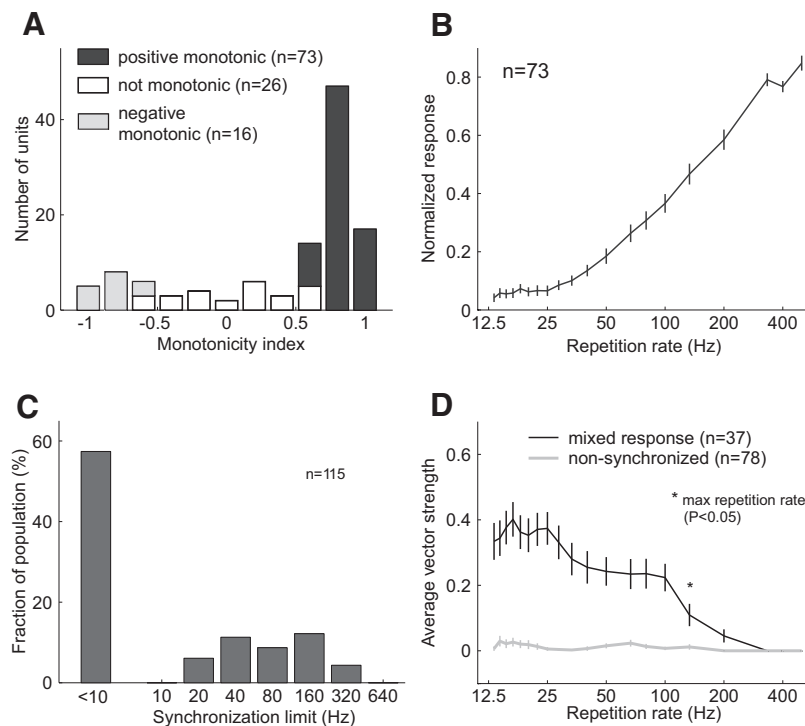 A
positive monotonic (n=73)
not monotonic (n=26)
negative
monotonic (n=16)
Number of units
40
20
0
-1
-0.5
0
0.5
1
Monotonicity index
B
n=73
Normalized response
0.8
0.6
0.4
0.2
0
12.5
25
50
100
200
400
Repetition rate (Hz)
C
n=115
Fraction of population (%)
60
40
20
0
<10
10
20
40
80
160
320
640
Synchronization limit (Hz)
D
mixed response (n=37)
non-synchronized (n=78)
* max repetition rate
(P<0.05)
*
Average vector strength
0.6
0.4
0.2
0
12.5
25
50
100
200
400
Repetition rate (Hz)